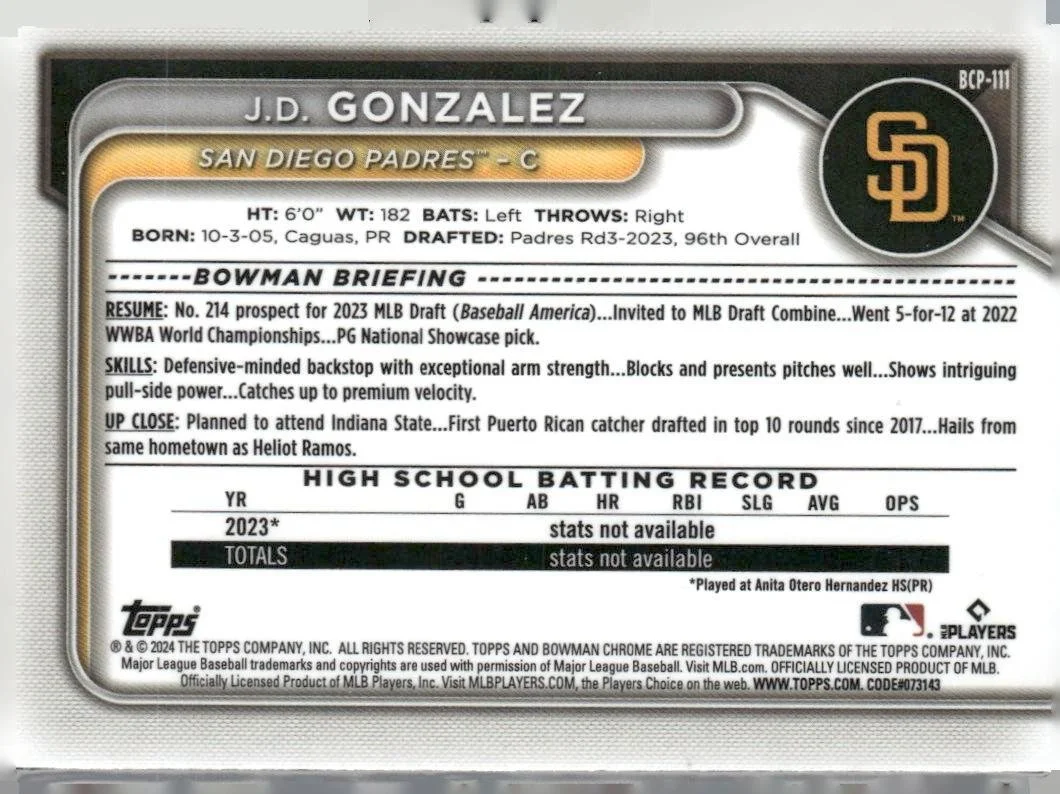 BCP-111
J.D. GONZALEZ
SAN DIEGO PADRES™ – C
SD™
HT: 6'0" WT: 182 BATS: Left THROWS: Right
BORN: 10-3-05, Caguas, PR DRAFTED: Padres Rd3-2023, 96th Overall
BOWMAN BRIEFING
RESUME: No. 214 prospect for 2023 MLB Draft (Baseball America)...Invited to MLB Draft Combine...Went 5-for-12 at 2022
WWBA World Championships...PG National Showcase pick.
SKILLS: Defensive-minded backstop with exceptional arm strength...Blocks and presents pitches well...Shows intriguing
pull-side power...Catches up to premium velocity.
UP CLOSE: Planned to attend Indiana State...First Puerto Rican catcher drafted in top 10 rounds since 2017...Hails from
same hometown as Heliot Ramos.
HIGH SCHOOL BATTING RECORD
YR G AB HR RBI SLG AVG OPS
2023* stats not available
TOTALS stats not available
*Played at Anita Otero Hernandez HS(PR)
Topps®
MLB PLAYERS
® & © 2024 THE TOPPS COMPANY, INC. ALL RIGHTS RESERVED. TOPPS AND BOWMAN CHROME ARE REGISTERED TRADEMARKS OF THE TOPPS COMPANY, INC.
Major League Baseball trademarks and copyrights are used with permission of Major League Baseball. Visit MLB.com. OFFICIALLY LICENSED PRODUCT OF MLB.
Officially Licensed Product of MLB Players, Inc. Visit MLBPLAYERS.COM, the Players Choice on the web. WWW.TOPPS.COM. CODE#073143